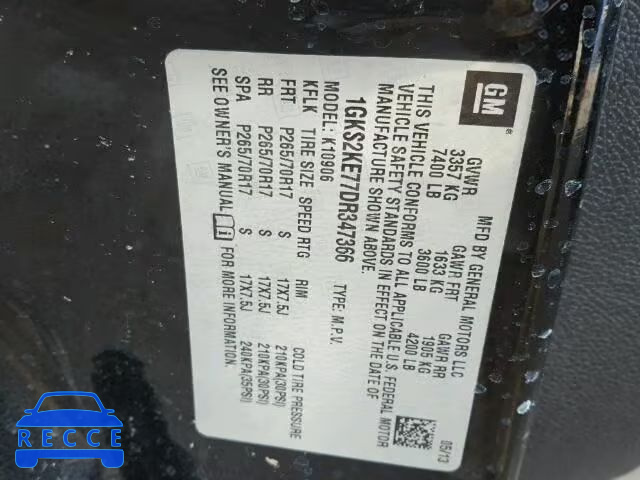 GM
MFD BY GENERAL MOTORS LLC
GVWR GAWR FRT GAWR RR
3357 KG 1633 KG 1905 KG
7400 LB 3600 LB 4200 LB
THIS VEHICLE CONFORMS TO ALL APPLICABLE U.S. FEDERAL MOTOR
VEHICLE SAFETY STANDARDS IN EFFECT ON THE DATE OF
MANUFACTURE SHOWN ABOVE.
05/13
1GKS2KE77DR347366 TYPE: M.P.V.
MODEL: K10906
KFLK TIRE SIZE SPEED RTG RIM COLD TIRE PRESSURE
FRT P265/70R17 S 17X7.5J 210KPA(30PSI)
RR P265/70R17 S 17X7.5J 210KPA(30PSI)
SPA P265/70R17 S 17X7.5J 240KPA(35PSI)
SEE OWNER'S MANUAL FOR MORE INFORMATION.
RECCE